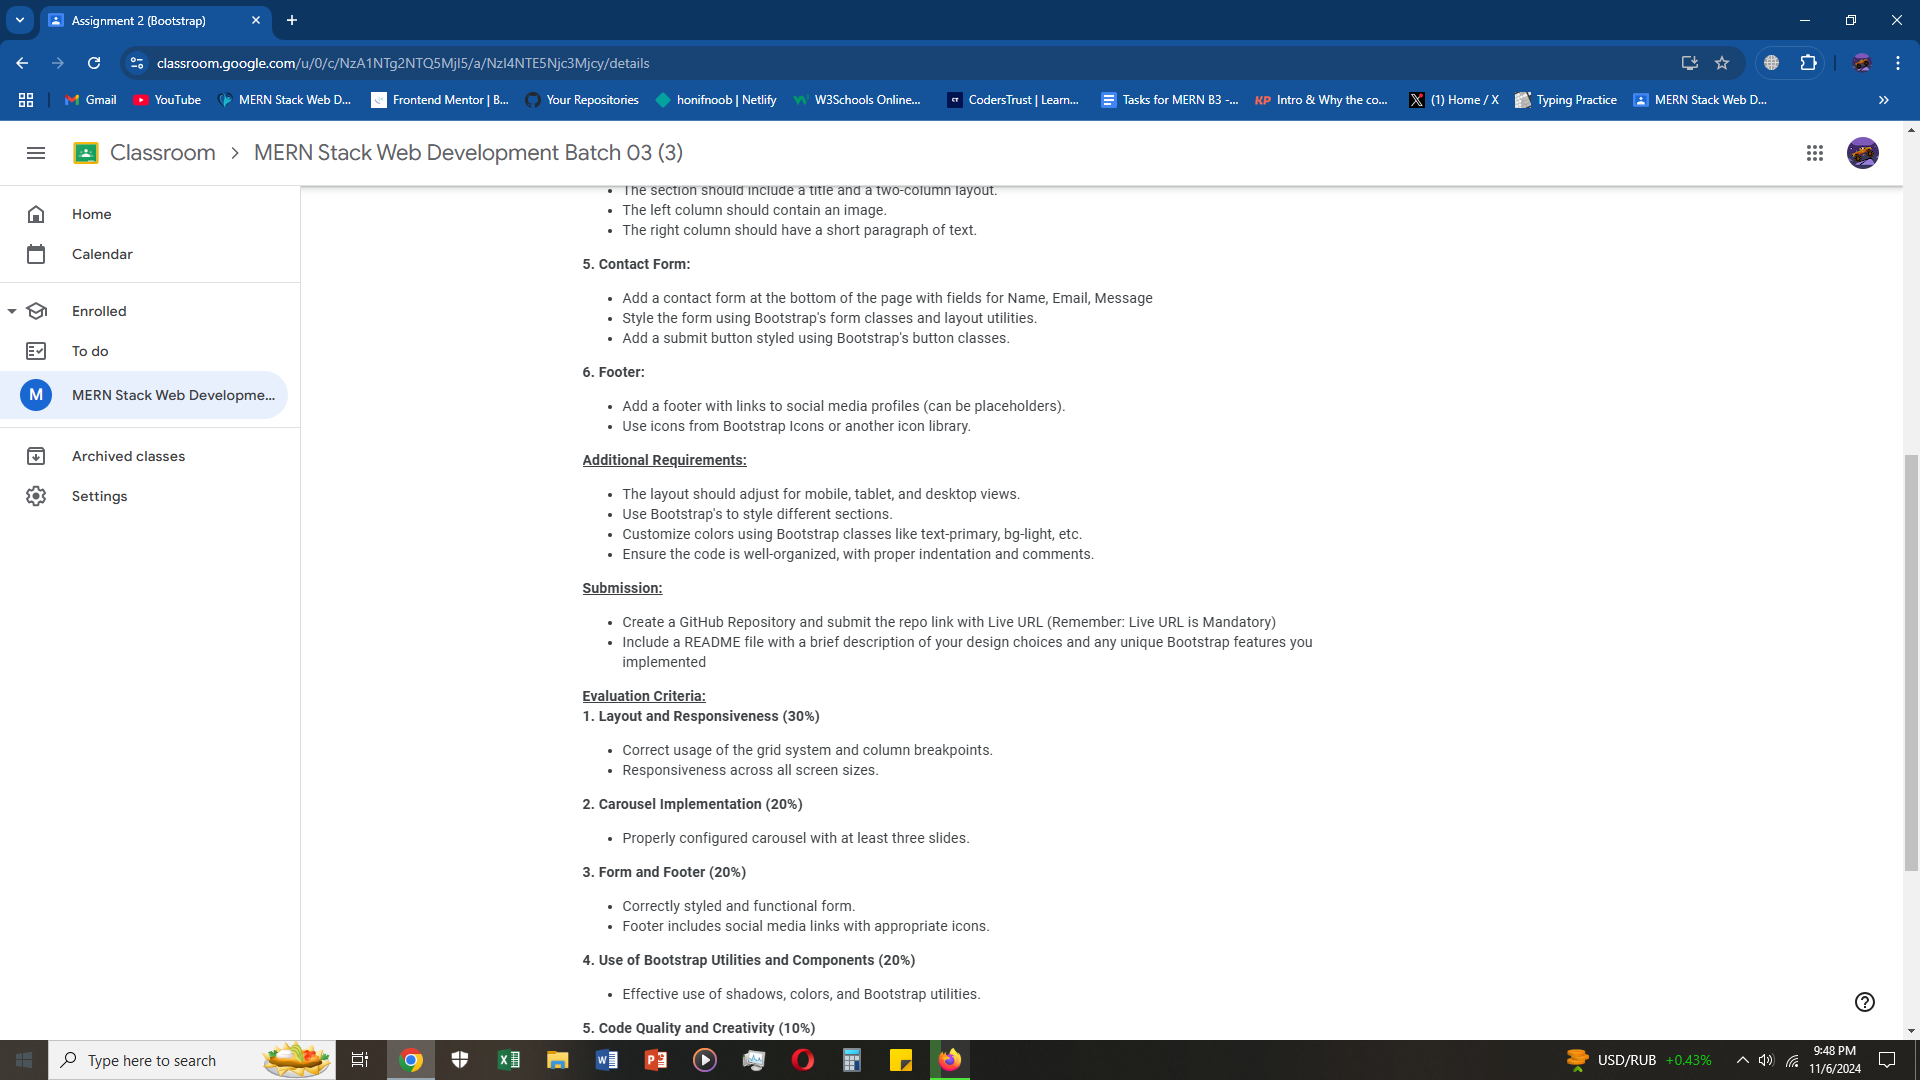 Assignment 2 (Bootstrap)
classroom.google.com/u/0/c/NzA1NTg2NTQ5MjI5/a/NzI4NTE5Njc3Mjcy/details
Gmail
YouTube
MERN Stack Web D...
Frontend Mentor | B...
Your Repositories
honifnoob | Netlify
W3Schools Online...
CT
CodersTrust | Learn...
Tasks for MERN B3 -...
KP
Intro & Why the co...
(1) Home / X
Typing Practice
MERN Stack Web D...
Classroom
MERN Stack Web Development Batch 03 (3)
Home
Calendar
Enrolled
To do
M
MERN Stack Web Developme...
Archived classes
Settings
The section should include a title and a two-column layout.
The left column should contain an image.
The right column should have a short paragraph of text.
5. Contact Form:
Add a contact form at the bottom of the page with fields for Name, Email, Message
Style the form using Bootstrap's form classes and layout utilities.
Add a submit button styled using Bootstrap's button classes.
6. Footer:
Add a footer with links to social media profiles (can be placeholders).
Use icons from Bootstrap Icons or another icon library.
Additional Requirements:
The layout should adjust for mobile, tablet, and desktop views.
Use Bootstrap's to style different sections.
Customize colors using Bootstrap classes like text-primary, bg-light, etc.
Ensure the code is well-organized, with proper indentation and comments.
Submission:
Create a GitHub Repository and submit the repo link with Live URL (Remember: Live URL is Mandatory)
Include a README file with a brief description of your design choices and any unique Bootstrap features you
implemented
Evaluation Criteria:
1. Layout and Responsiveness (30%)
Correct usage of the grid system and column breakpoints.
Responsiveness across all screen sizes.
2. Carousel Implementation (20%)
Properly configured carousel with at least three slides.
3. Form and Footer (20%)
Correctly styled and functional form.
Footer includes social media links with appropriate icons.
4. Use of Bootstrap Utilities and Components (20%)
Effective use of shadows, colors, and Bootstrap utilities.
5. Code Quality and Creativity (10%)
Type here to search
USD/RUB +0.43%
9:48 PM
11/6/2024